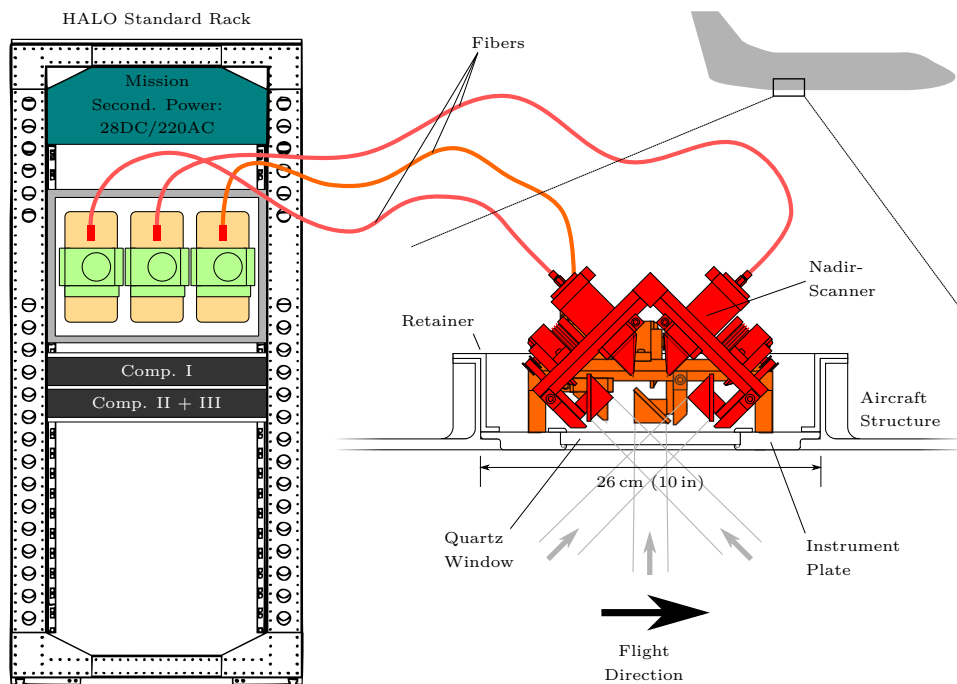 HALO Standard Rack
Mission
Second. Power:
28DC/220AC
Comp. I
Comp. II + III
Fibers
Nadir-
Scanner
Retainer
Aircraft
Structure
26 cm (10 in)
Quartz
Window
Instrument
Plate
Flight
Direction